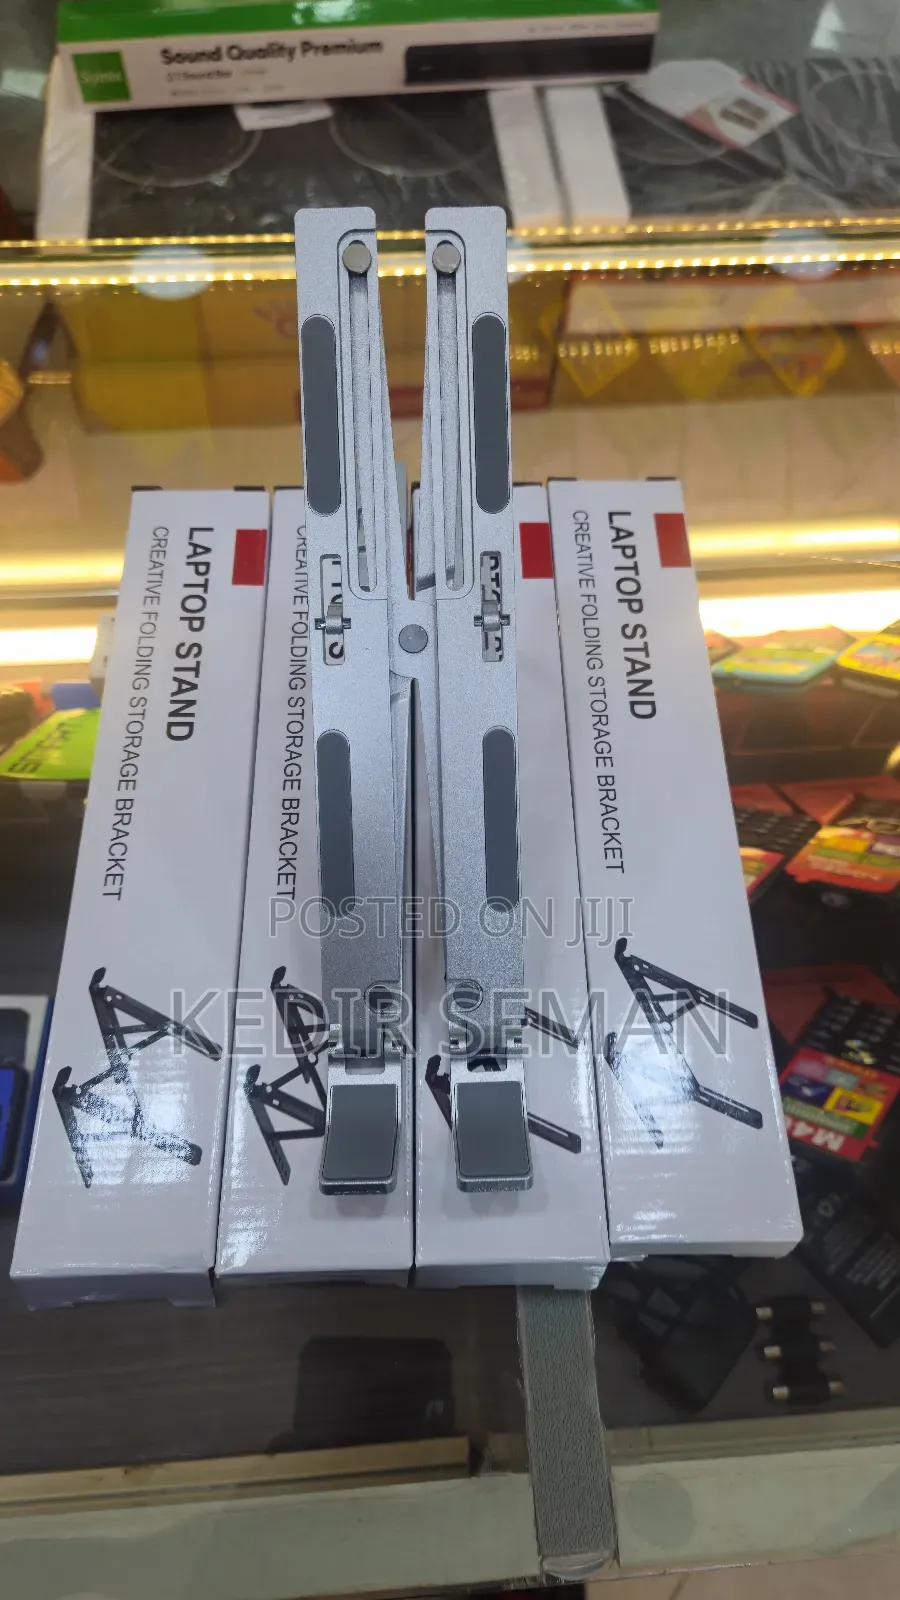 Sound Quality Premium
LAPTOP STAND
CREATIVE FOLDING STORAGE BRACKET
CREATIVE FOLDING STORAGE BRACKET
LAPTOP STAND
CREATIVE FOLDING STORAGE BRACKET
POSTED ON JIJI
KEDIR SEMAN